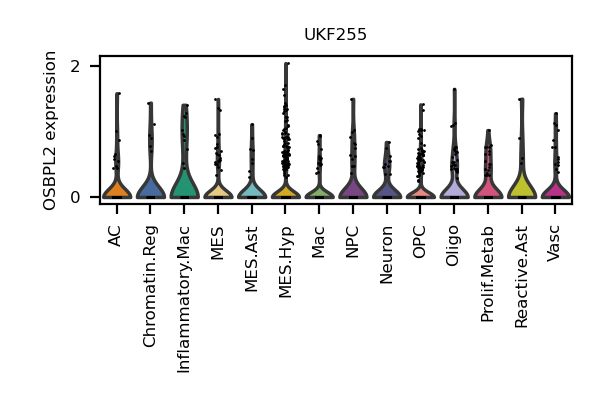 UKF255
OSBPL2 expression
2
0
AC
Chromatin.Reg
Inflammatory.Mac
MES
MES.Ast
MES.Hyp
Mac
NPC
Neuron
OPC
Oligo
Prolif.Metab
Reactive.Ast
Vasc